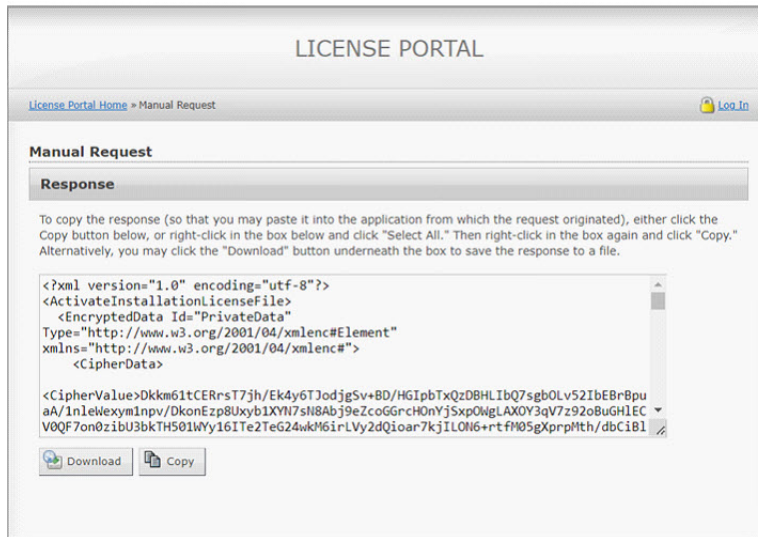 LICENSE PORTAL
License Portal Home » Manual Request
Log In
Manual Request
Response
To copy the response (so that you may paste it into the application from which the request originated), either click the
Copy button below, or right-click in the box below and click "Select All." Then right-click in the box again and click "Copy."
Alternatively, you may click the "Download" button underneath the box to save the response to a file.
<?xml version="1.0" encoding="utf-8"?>
<ActivateInstallationLicenseFile>
<EncryptedData Id="PrivateData"
Type="http://www.w3.org/2001/04/xmlenc#Element"
xmlns="http://www.w3.org/2001/04/xmlenc#">
<CipherData>
<CipherValue>Dkkm61tCERrsT7jh/Ek4y6TJodjgSv+BD/HGIpbTxQzDBHLIbQ7sgbOLv52IbEBrBpu
aA/1nleWexym1npv/DkonEzp8Uxyb1XYN7sN8Abj9eZcoGGrcHOnYjSxpOWgLAXOY3qV7z92oBuGHlEC
V0QF7on0zibU3bkTH501WYy16ITe2TeG24wkM6irLVy2dQioar7kjILON6+rtfM05gXprpMth/dbCiBl
Download
Copy